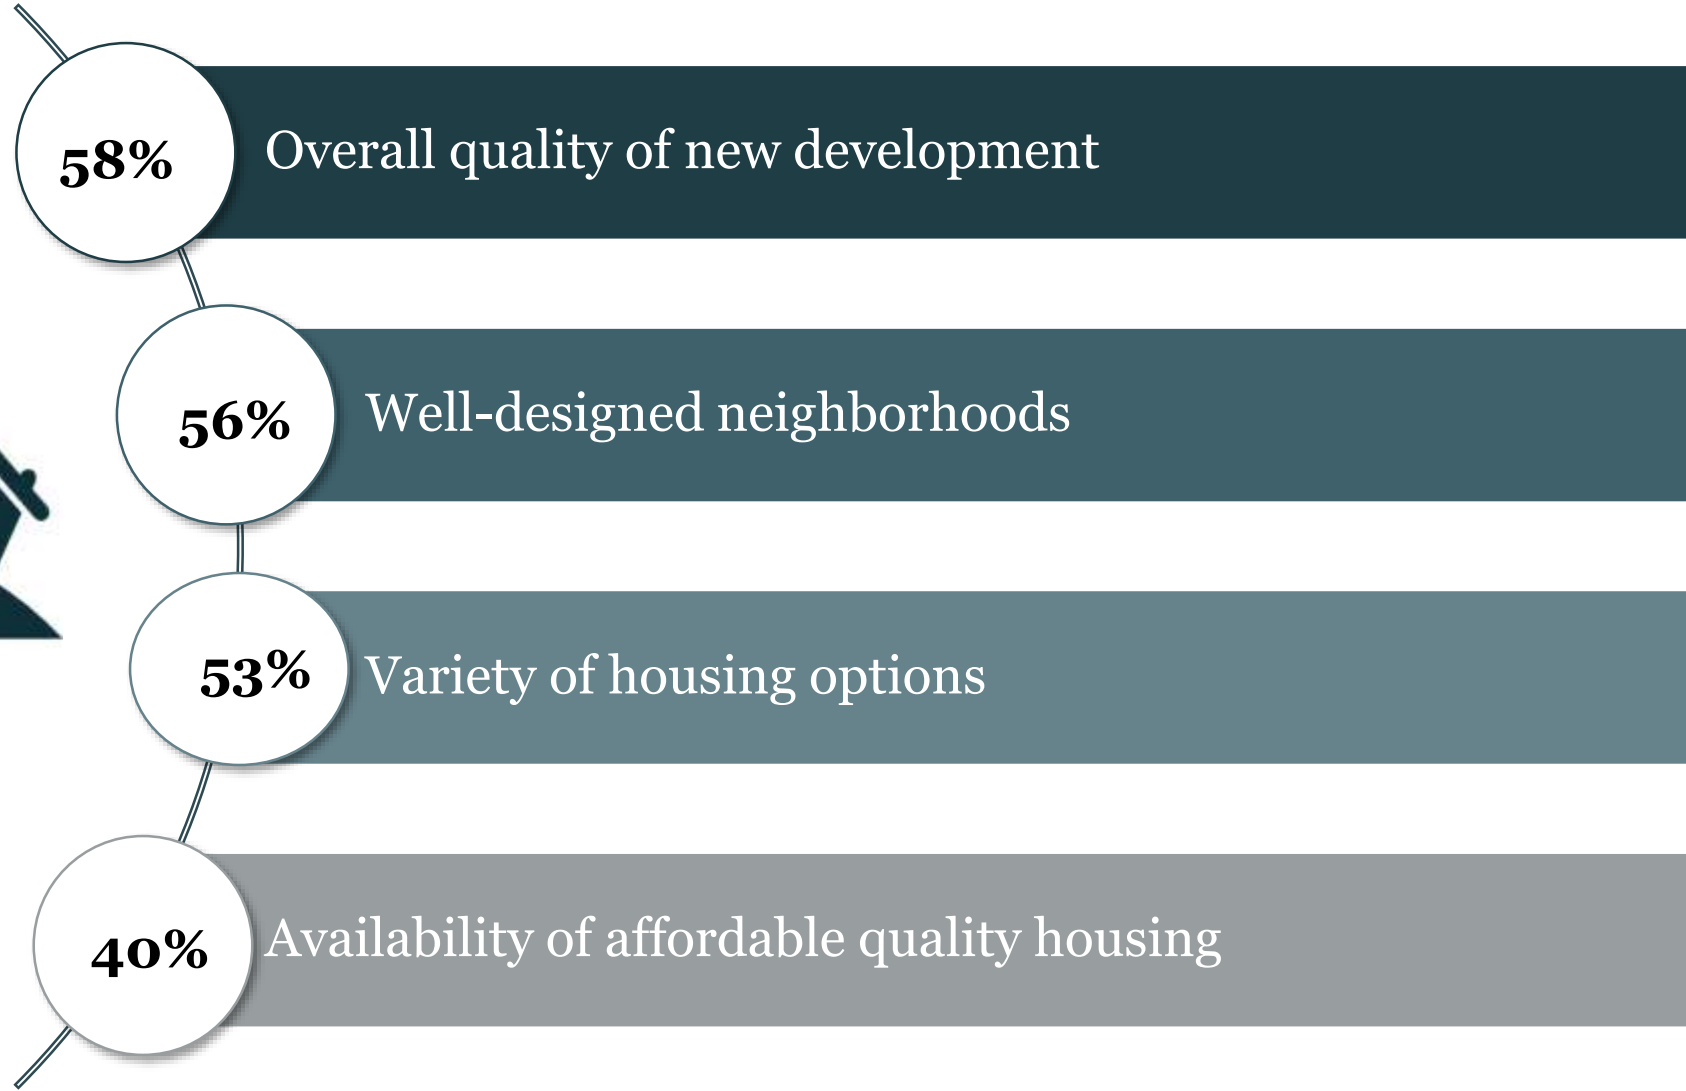 58%
Overall quality of new development
56%
Well-designed neighborhoods
53%
Variety of housing options
40%
Availability of affordable quality housing